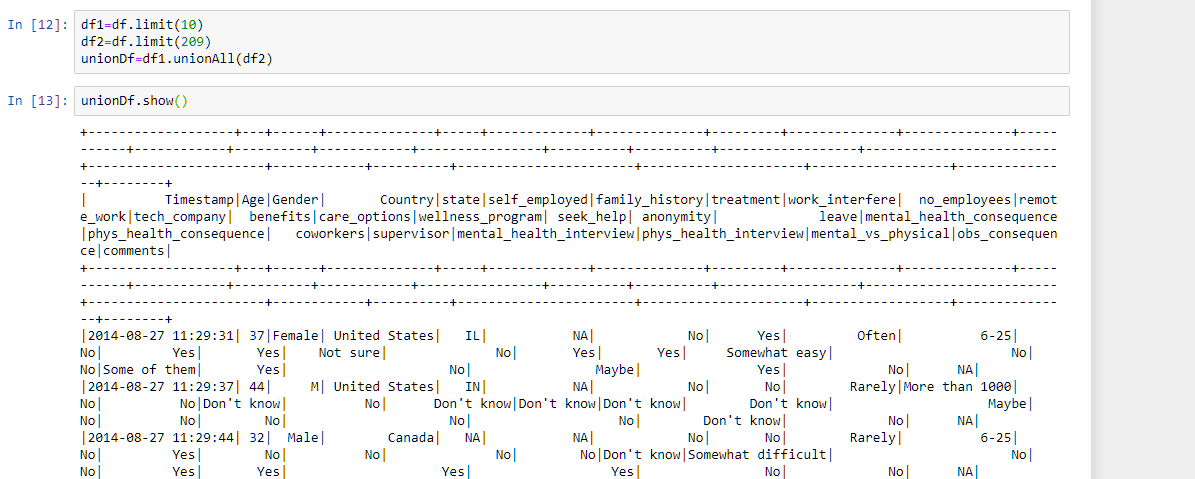 In [12]: df1=df.limit(10)
df2=df.limit(209)
unionDf=df1.unionAll(df2)
In [13]: unionDf.show()
+-------------------+---+------+--------------+-----+-------------+--------------+---------+--------------+--------------+-----
------+------------+----------+-------------+----------------+----------+----------+------------------+-------------------------
+-----------------------+------------+----------+-----------------------+---------------------+------------------+-------------
--+--------+
|          Timestamp|Age|Gender|       Country|state|self_employed|family_history|treatment|work_interfere|  no_employees|remot
e_work|tech_company|  benefits|care_options|wellness_program| seek_help| anonymity|             leave|mental_health_consequence
|phys_health_consequence|   coworkers|supervisor|mental_health_interview|phys_health_interview|mental_vs_physical|obs_consequen
ce|comments|
+-------------------+---+------+--------------+-----+-------------+--------------+---------+--------------+--------------+-----
------+------------+----------+-------------+----------------+----------+----------+------------------+-------------------------
+-----------------------+------------+----------+-----------------------+---------------------+------------------+-------------
--+--------+
|2014-08-27 11:29:31| 37|Female| United States|   IL|           NA|            No|      Yes|         Often|          6-25|
No|         Yes|       Yes|    Not sure|              No|       Yes|       Yes|     Somewhat easy|                       No|
No|Some of them|       Yes|                     No|                Maybe|               Yes|             No|      NA|
|2014-08-27 11:29:37| 44|     M| United States|   IN|           NA|            No|       No|        Rarely|More than 1000|
No|          No|Don't know|          No|      Don't know|Don't know|Don't know|        Don't know|                    Maybe|
No|          No|        No|                     No|                   No|        Don't know|             No|      NA|
|2014-08-27 11:29:44| 32|  Male|        Canada|   NA|           NA|            No|       No|        Rarely|          6-25|
No|         Yes|        No|          No|              No|        No|Don't know|Somewhat difficult|                       No|
No|         Yes|       Yes|                    Yes|                  Yes|                No|             No|      NA|